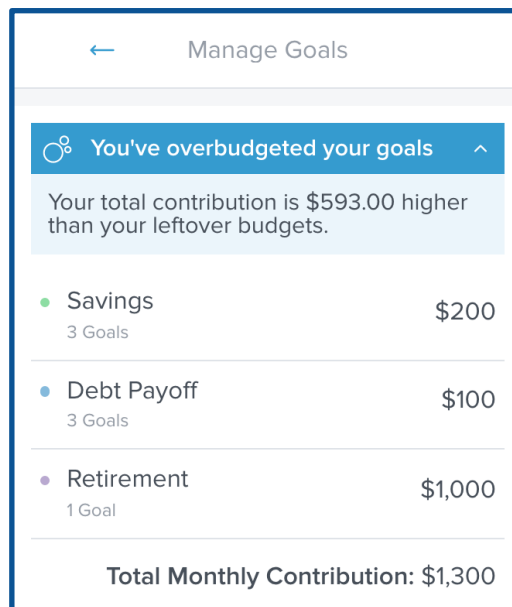 Manage Goals
You've overbudgeted your goals
Your total contribution is $593.00 higher
than your leftover budgets.
Savings
$200
3 Goals
Debt Payoff
$100
3 Goals
Retirement
$1,000
1 Goal
Total Monthly Contribution: $1,300